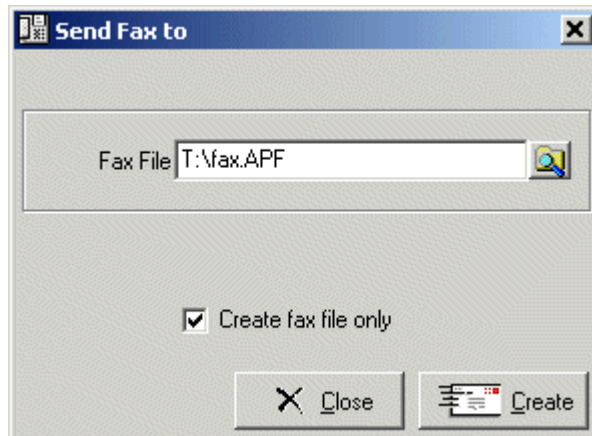 Send Fax to
Fax File T:\fax.APF
Create fax file only
Close Create